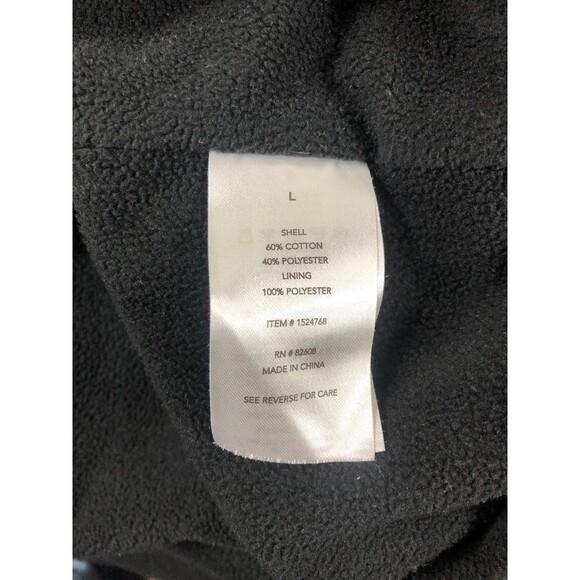 L
SHELL
60% COTTON
40% POLYESTER
LINING
100% POLYESTER
ITEM # 1524768
RN # 82608
MADE IN CHINA
SEE REVERSE FOR CARE